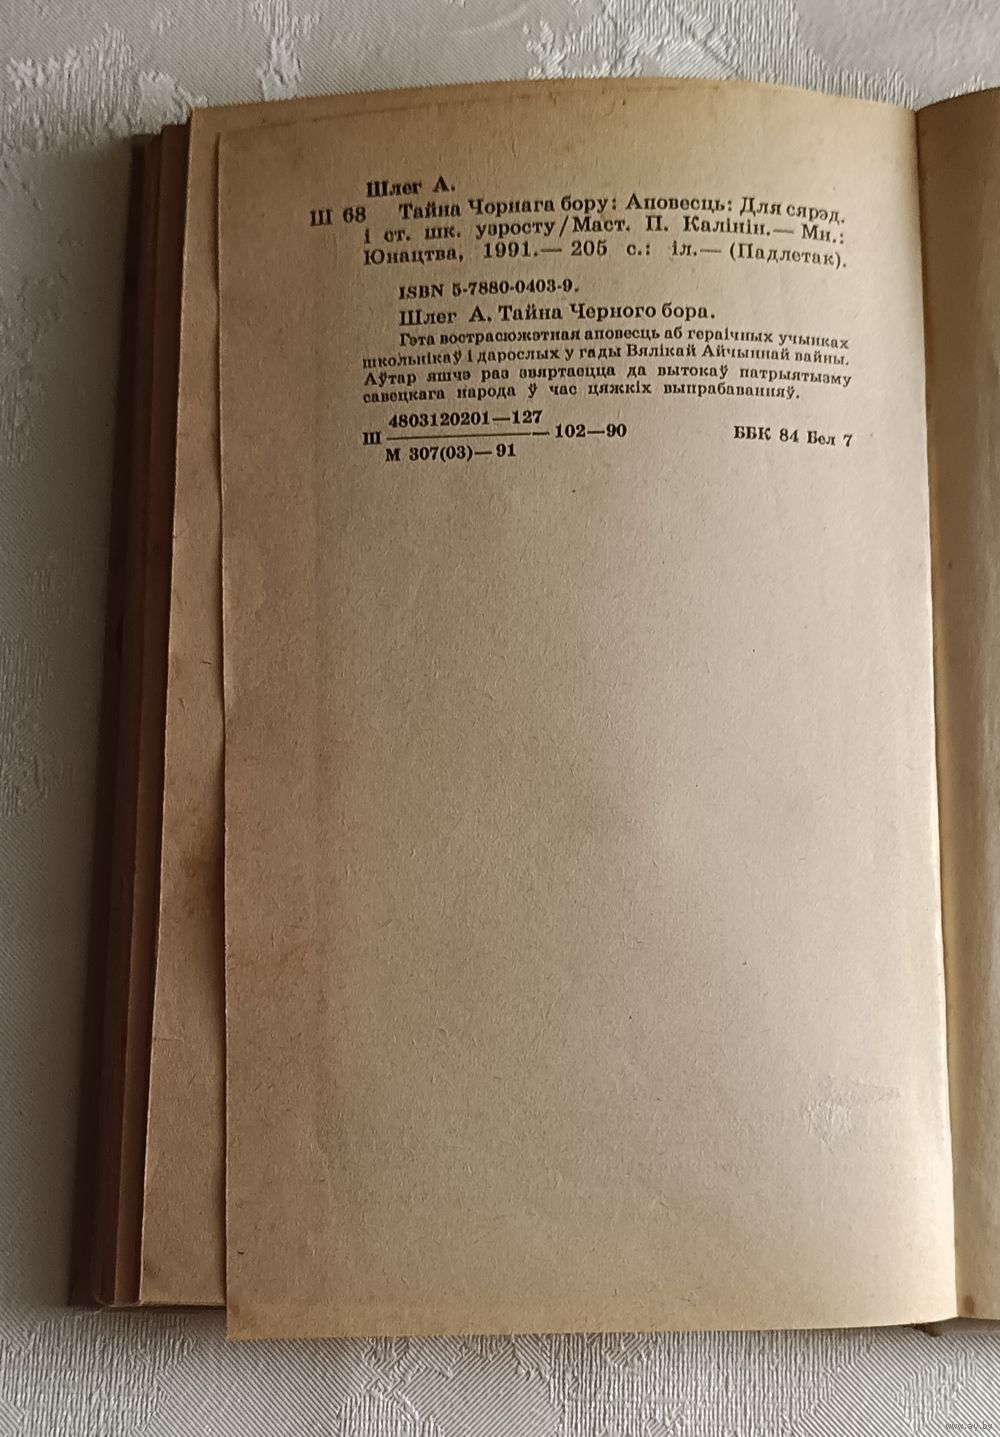 Шлег А.
Ш 68 Тайна Чорнага бору: Аповесць: Для сярэд.
і ст. шк. узросту/Маст. П. Калінін.— Мн.:
Юнацтва, 1991.— 205 с.: іл.— (Падлетак).
ISBN 5-7880-0403-9.
Шлег А. Тайна Черного бора.
Гэта вострасюжэтная аповесць аб гераічных учынках
школьнікаў і дарослых у гады Вялікай Айчыннай вайны.
Аўтар яшчэ раз звяртаецца да вытокаў патрыятызму
савецкага народа ў час цяжкіх выпрабаванняў.
4803120201—127
Ш — 102—90 ББК 84 Бел 7
М 307(03)—91
www.ay.by